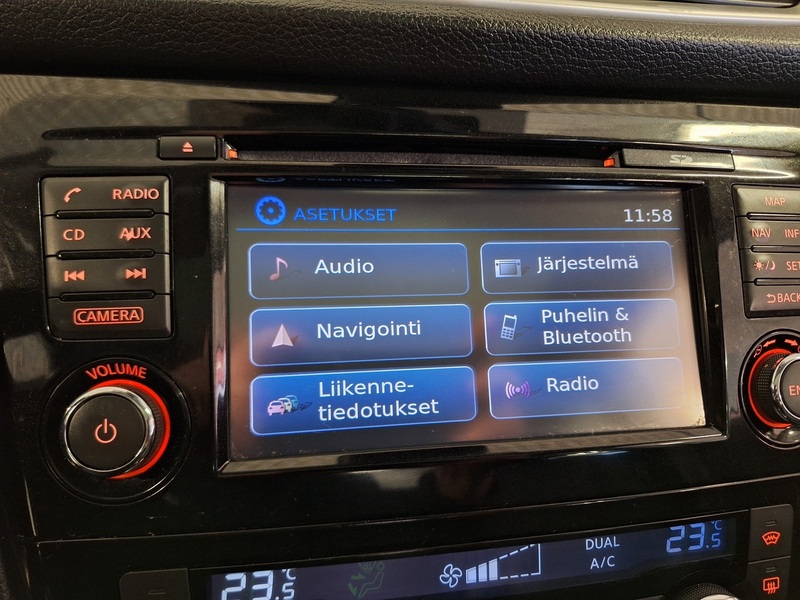 RADIO
CD AUX
CAMERA
VOLUME
SD
ASETUKSET 11:58
Audio
Järjestelmä
Navigointi
Puhelin &
Bluetooth
Liikenne-
tiedotukset
Radio
MAP
NAV
BACK
23.5 °C
DUAL
A/C
23.5 °C